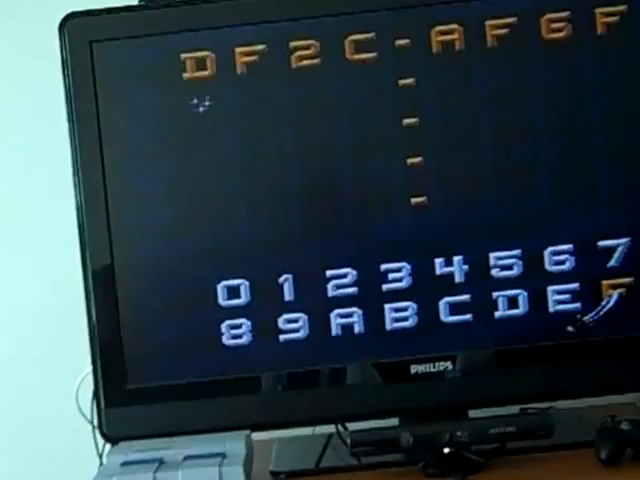 DF2C-AF6F
-
-
-
-
0 1 2 3 4 5 6 7
8 9 A B C D E F
PHILIPS